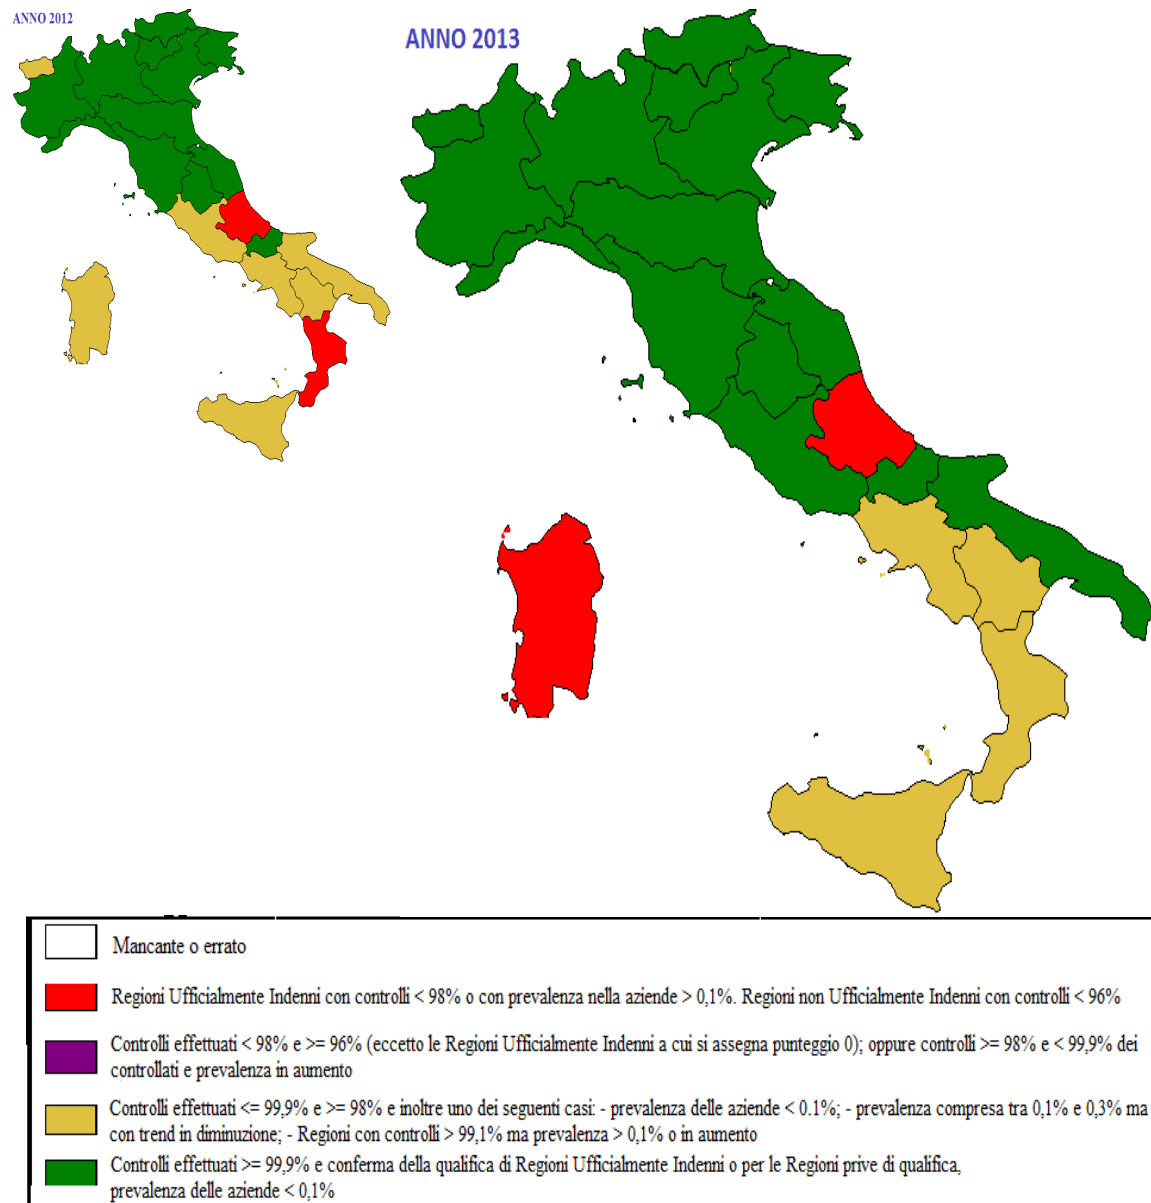 ANNO 2012
ANNO 2013
Mancante o errato
Regioni Ufficialmente Indenni con controlli < 98% o con prevalenza nella aziende > 0,1%. Regioni non Ufficialmente Indenni con controlli < 96%
Controlli effettuati < 98% e >= 96% (eccetto le Regioni Ufficialmente Indenni a cui si assegna punteggio 0); oppure controlli >= 98% e < 99,9% dei
controllati e prevalenza in aumento
Controlli effettuati <= 99,9% e >= 98% e inoltre uno dei seguenti casi: - prevalenza delle aziende < 0.1%; - prevalenza compresa tra 0,1% e 0,3% ma
con trend in diminuzione; - Regioni con controlli > 99,1% ma prevalenza > 0,1% o in aumento
Controlli effettuati >= 99,9% e conferma della qualifica di Regioni Ufficialmente Indenni o per le Regioni prive di qualifica,
prevalenza delle aziende < 0,1%